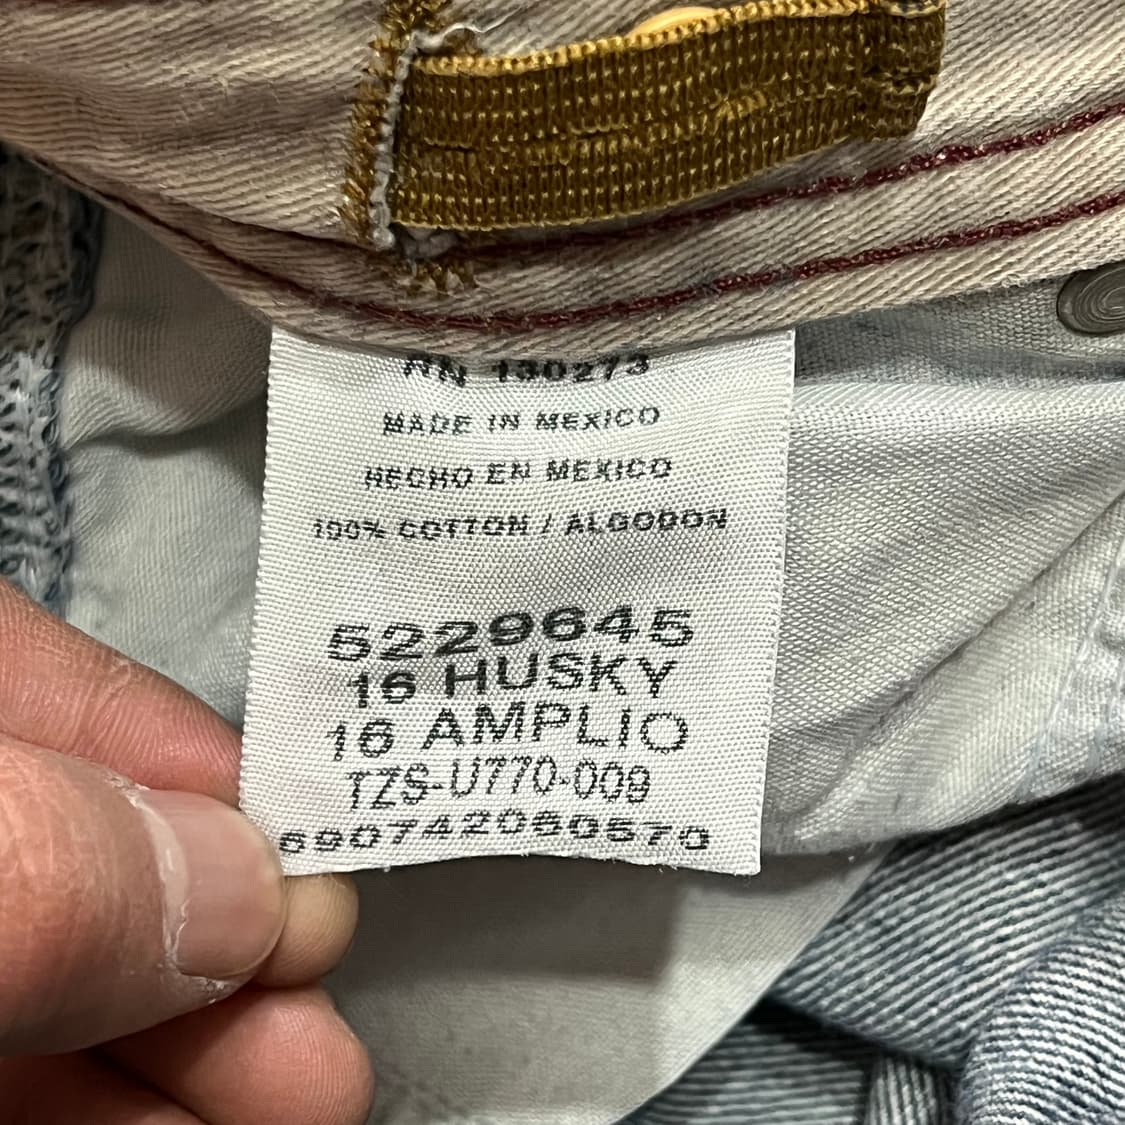 RN 130273
MADE IN MEXICO
HECHO EN MEXICO
100% COTTON / ALGODON
5229645
16 HUSKY
16 AMPLIO
TZS-U770-009
690742060570